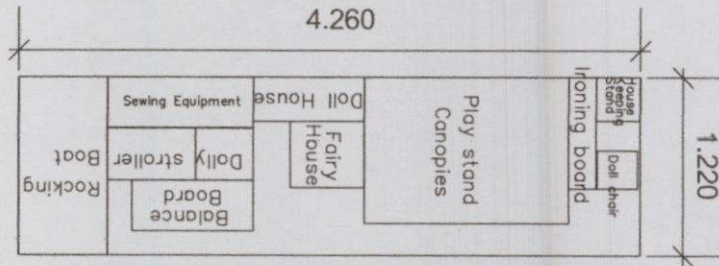 4.260
Rocking
Boat
Sewing Equipment
Dolly stroller
Balance
Board
Doll House
Fairy
House
Play stand
Canopies
Ironing board
House
Keeping
Stand
Doll chair
1.220